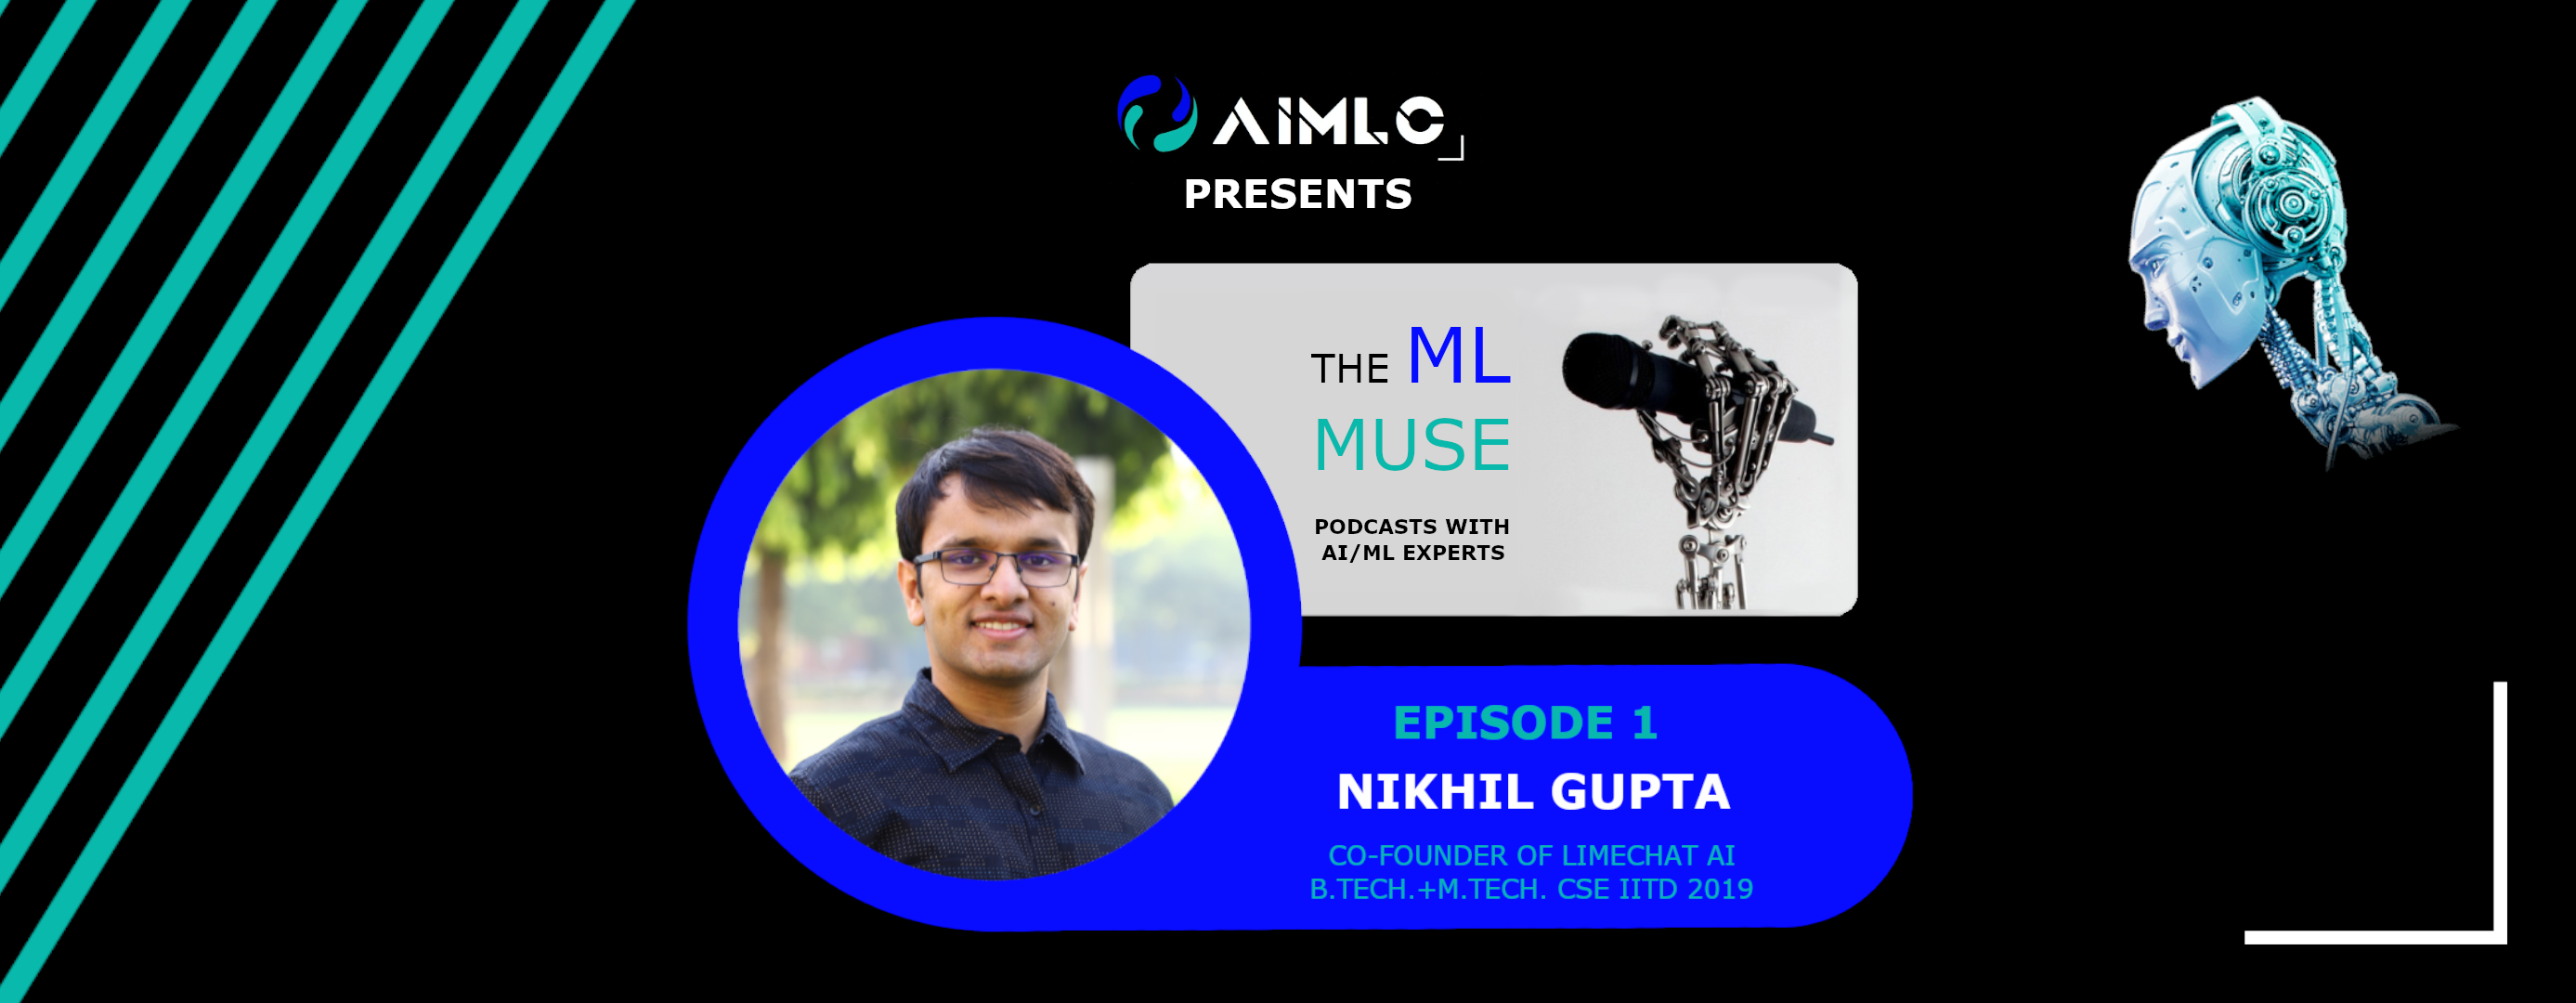 AIMLC
PRESENTS
THE ML
MUSE
PODCASTS WITH
AI/ML EXPERTS
EPISODE 1
NIKHIL GUPTA
CO-FOUNDER OF LIMECHAT AI
B.TECH.+M.TECH. CSE IITD 2019